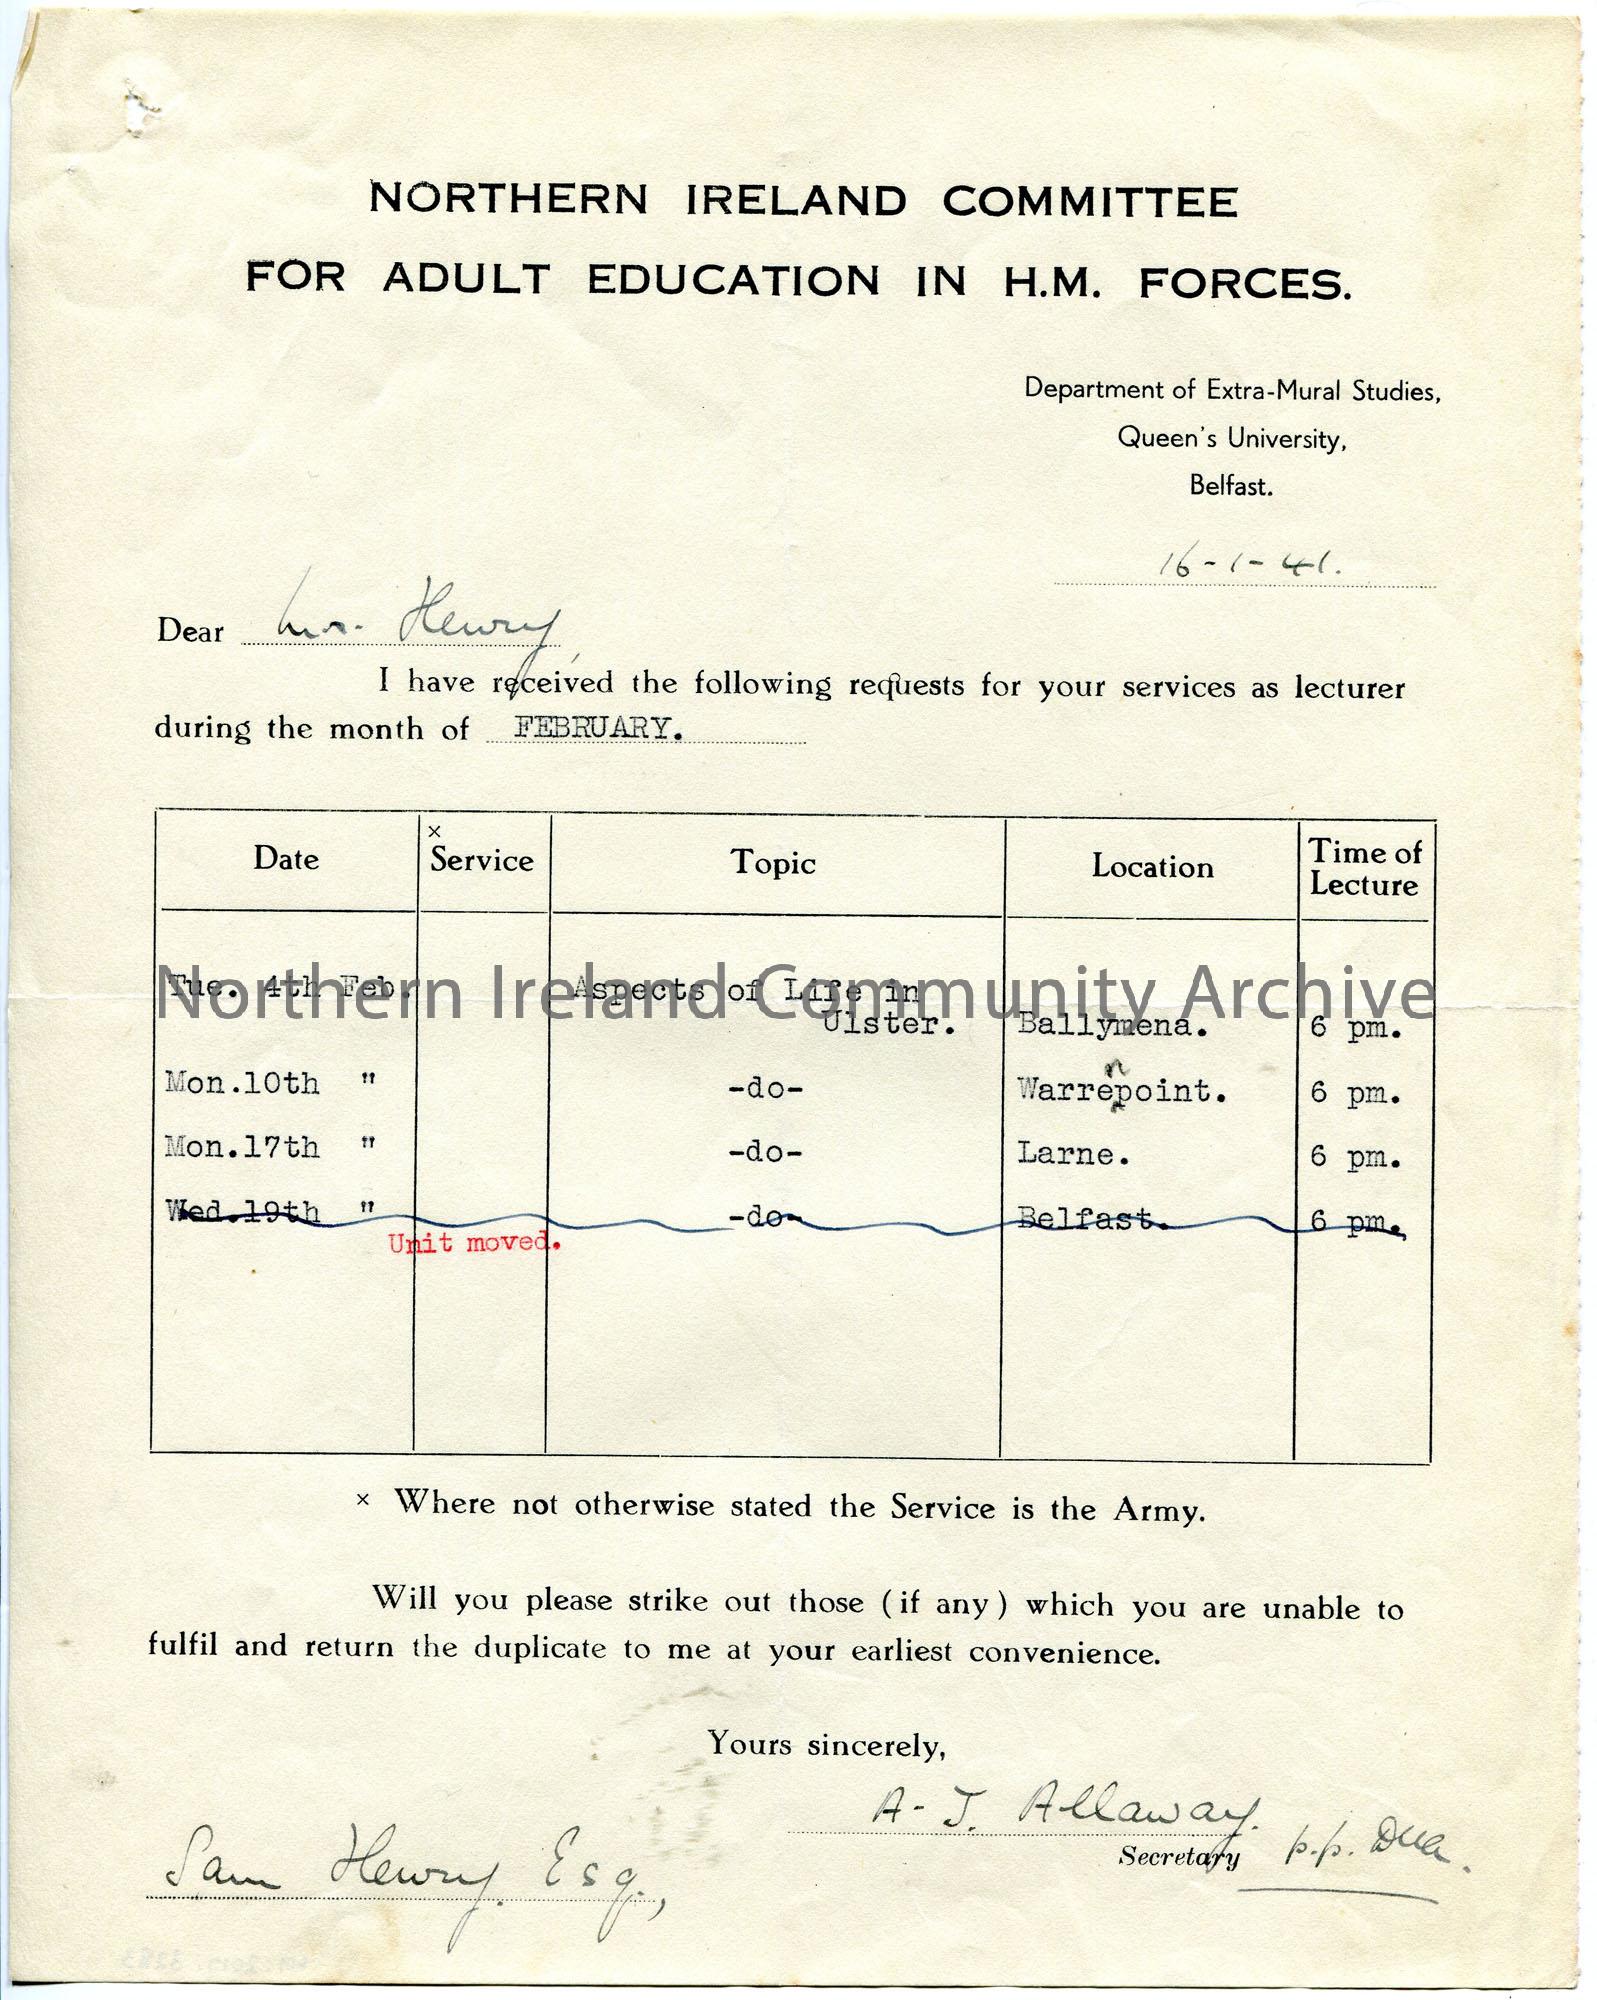 NORTHERN IRELAND COMMITTEE
FOR ADULT EDUCATION IN H.M. FORCES.
Department of Extra-Mural Studies,
Queen's University,
Belfast.
16-1-41.
Dear Mr. Henry,
I have received the following requests for your services as lecturer
during the month of FEBRUARY.
Date × Service Topic Location Time of Lecture
Tue. 4th Feb. Aspects of Life in
Ulster. Ballymena. 6 pm.
Mon.10th " -do- Warrenpoint. 6 pm.
Mon.17th " -do- Larne. 6 pm.
Wed.19th " -do- Belfast. 6 pm.
Unit moved.
Northern Ireland Community Archive
× Where not otherwise stated the Service is the Army.
Will you please strike out those (if any) which you are unable to
fulfil and return the duplicate to me at your earliest convenience.
Yours sincerely,
A. J. Allaway.
Secretary p.p.
Sam Henry Esq.,